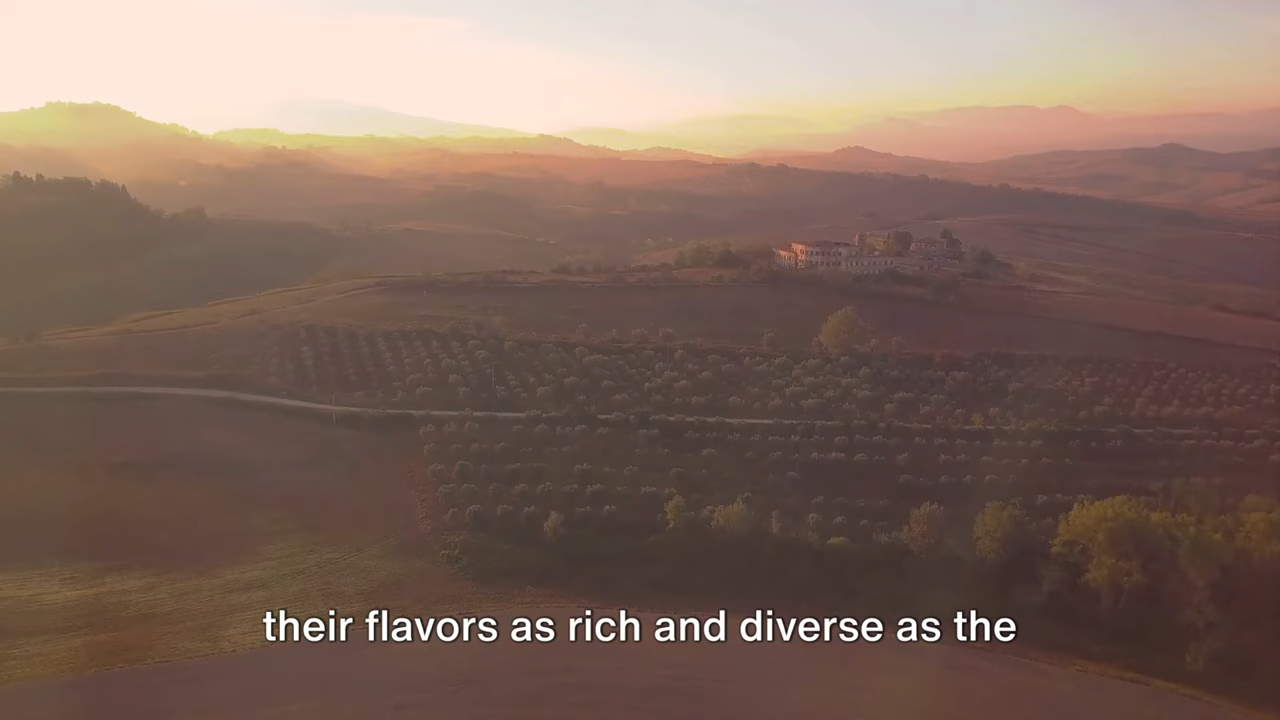 their flavors as rich and diverse as the